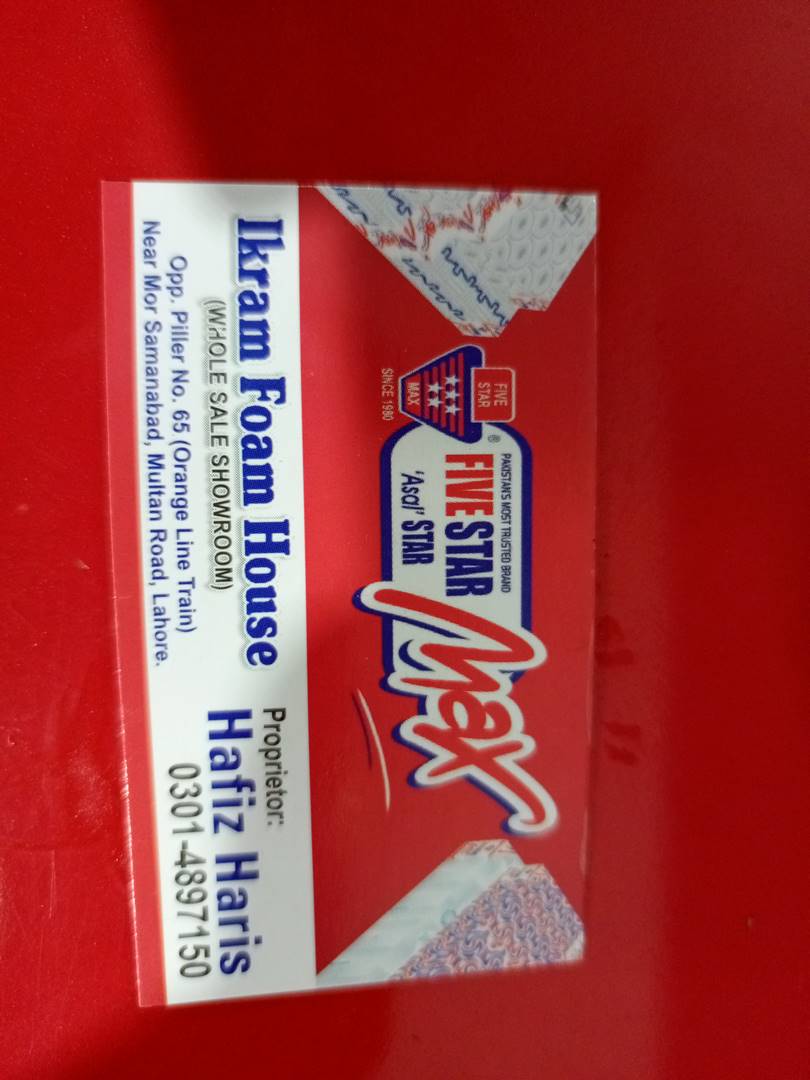 FIVE
STAR
MAX
SINCE 1980
®
PAKISTAN'S MOST TRUSTED BRAND
FIVE STAR
'Asal' STAR
Max
Ikram Foam House
(WHOLE SALE SHOWROOM)
Opp. Piller No. 65 (Orange Line Train)
Near Mor Samanabad, Multan Road, Lahore.
Proprietor:
Hafiz Haris
0301-4897150